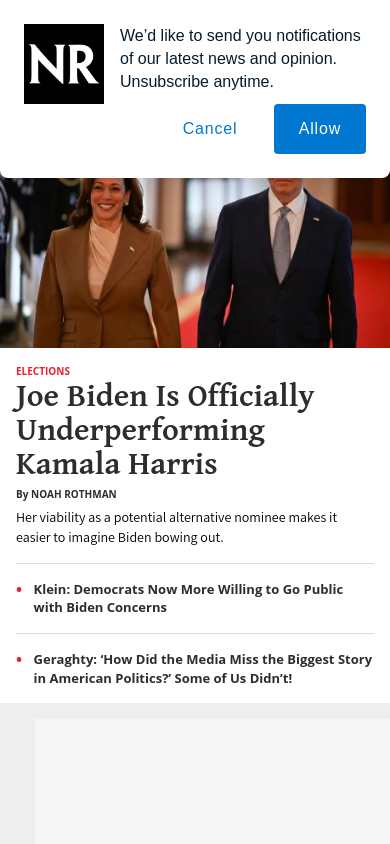 NR
We’d like to send you notifications
of our latest news and opinion.
Unsubscribe anytime.
Cancel
Allow
ELECTIONS
Joe Biden Is Officially
Underperforming
Kamala Harris
By NOAH ROTHMAN
Her viability as a potential alternative nominee makes it
easier to imagine Biden bowing out.
• Klein: Democrats Now More Willing to Go Public
with Biden Concerns
• Geraghty: ‘How Did the Media Miss the Biggest Story
in American Politics?’ Some of Us Didn’t!